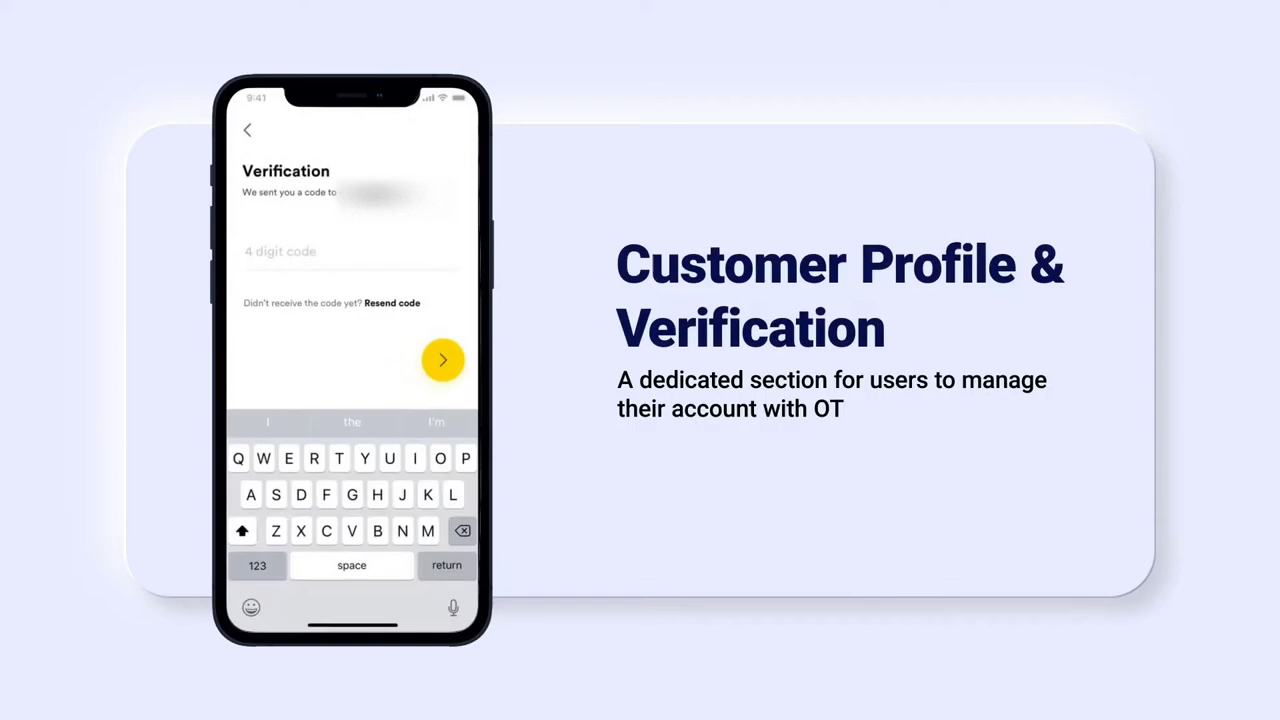 9:41
Verification
We sent you a code to
4 digit code
Didn't receive the code yet? Resend code
I the I'm
Q W E R T Y U I O P
A S D F G H J K L
Z X C V B N M
123 space return
Customer Profile &
Verification
A dedicated section for users to manage
their account with OT